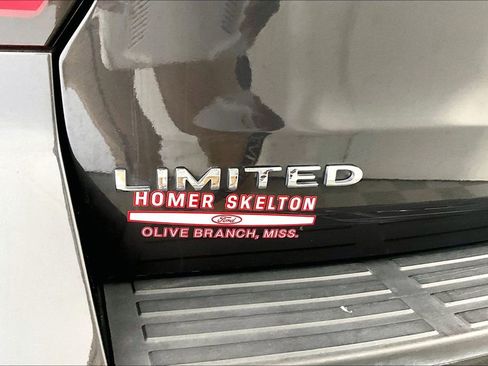 LIMITED
HOMER SKELTON
Ford
OLIVE BRANCH, MISS.